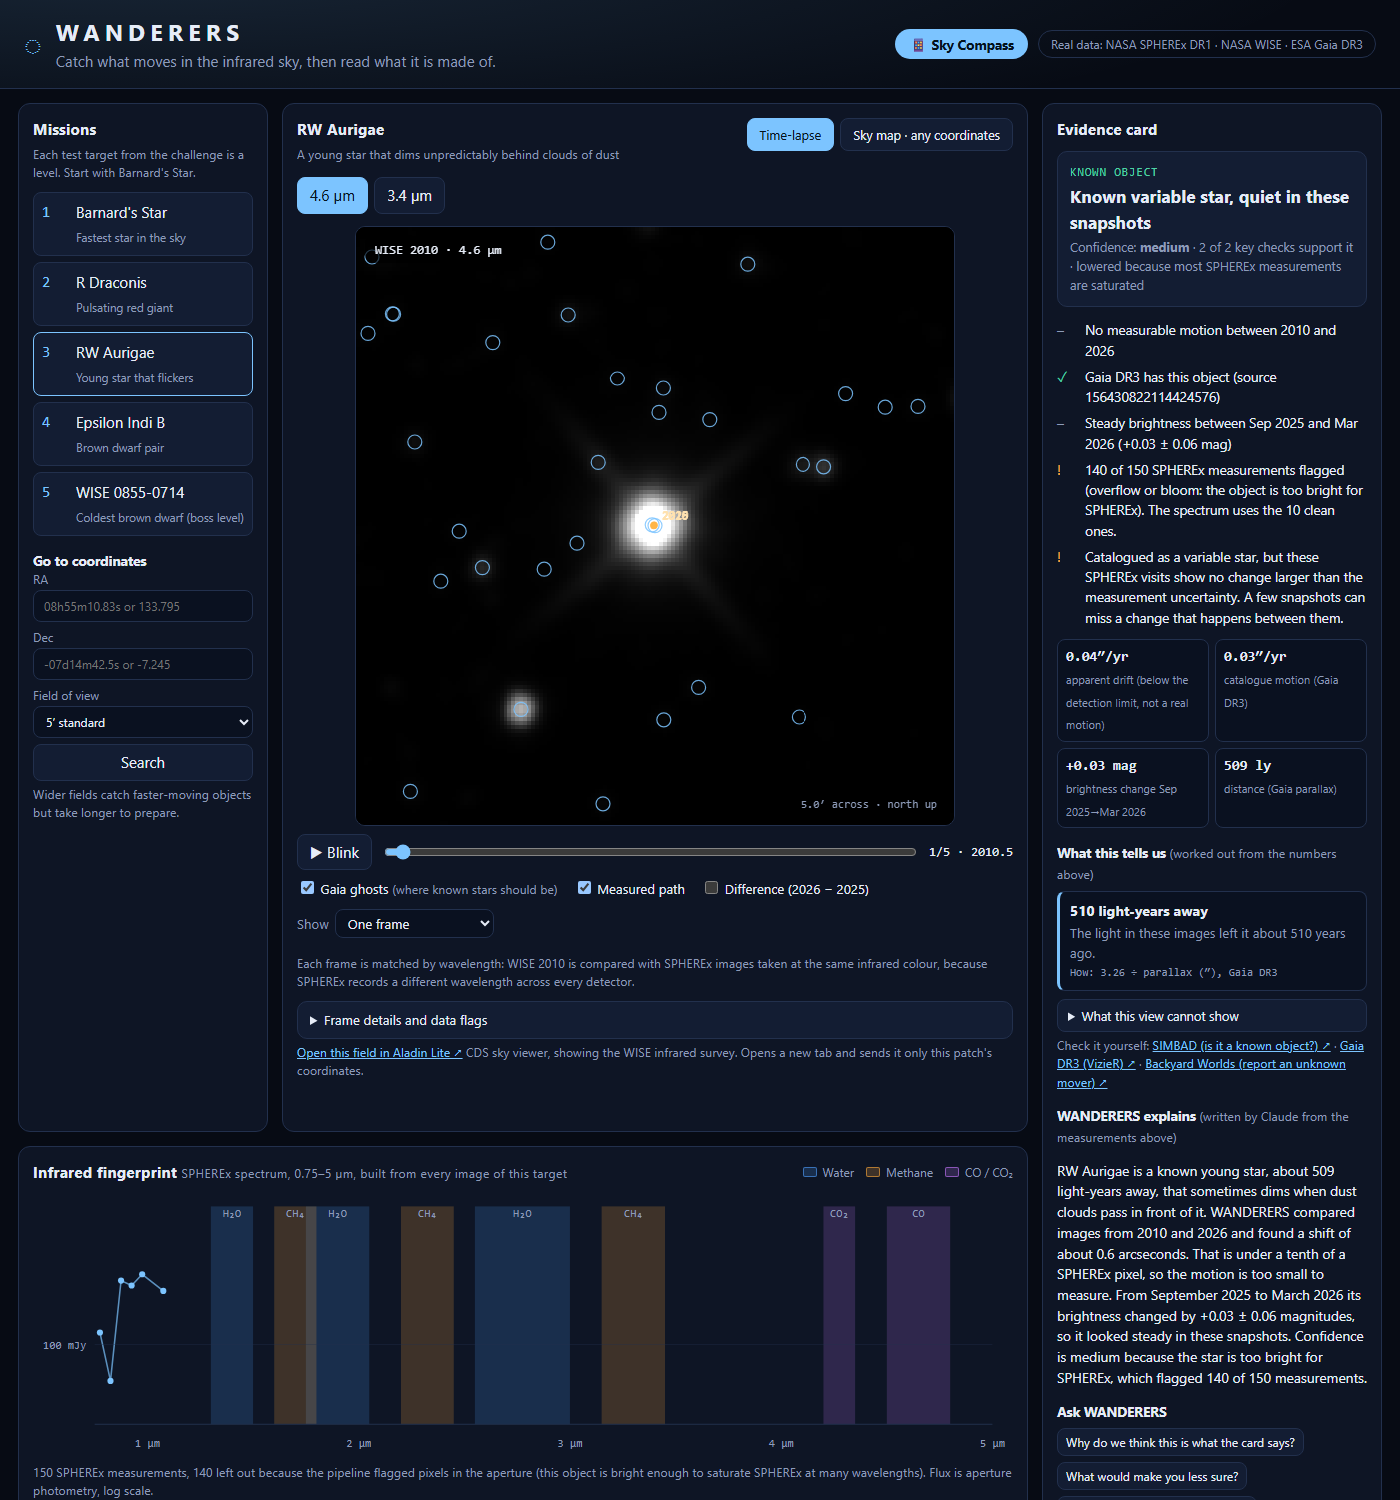 WANDERERS
Catch what moves in the infrared sky, then read what it is made of.
Sky Compass
Real data: NASA SPHEREx DR1 · NASA WISE · ESA Gaia DR3
Missions
Each test target from the challenge is a
level. Start with Barnard's Star.
1 Barnard's Star
Fastest star in the sky
2 R Draconis
Pulsating red giant
3 RW Aurigae
Young star that flickers
4 Epsilon Indi B
Brown dwarf pair
5 WISE 0855-0714
Coldest brown dwarf (boss level)
Go to coordinates
RA
08h55m10.83s or 133.795
Dec
-07d14m42.5s or -7.245
Field of view
5′ standard
Search
Wider fields catch faster-moving objects
but take longer to prepare.
RW Aurigae
A young star that dims unpredictably behind clouds of dust
Time-lapse
Sky map · any coordinates
4.6 µm
3.4 µm
WISE 2010 · 4.6 µm
5.0′ across · north up
▶ Blink
1/5 · 2010.5
Gaia ghosts (where known stars should be)
Measured path
Difference (2026 − 2025)
Show One frame
Each frame is matched by wavelength: WISE 2010 is compared with SPHEREx images taken at the same infrared colour, because
SPHEREx records a different wavelength across every detector.
▶ Frame details and data flags
Open this field in Aladin Lite ↗ CDS sky viewer, showing the WISE infrared survey. Opens a new tab and sends it only this patch's
coordinates.
Infrared fingerprint SPHEREx spectrum, 0.75–5 µm, built from every image of this target
Water
Methane
CO / CO₂
H₂O
CH₄
H₂O
CH₄
H₂O
CH₄
CO₂
CO
100 mJy
1 µm
2 µm
3 µm
4 µm
5 µm
150 SPHEREx measurements, 140 left out because the pipeline flagged pixels in the aperture (this object is bright enough to saturate SPHEREx at many wavelengths). Flux is aperture
photometry, log scale.
Evidence card
KNOWN OBJECT
Known variable star, quiet in these
snapshots
Confidence: medium · 2 of 2 key checks support it
· lowered because most SPHEREx measurements
are saturated
– No measurable motion between 2010 and
2026
✓ Gaia DR3 has this object (source
156430822114424576)
– Steady brightness between Sep 2025 and Mar
2026 (+0.03 ± 0.06 mag)
! 140 of 150 SPHEREx measurements flagged
(overflow or bloom: the object is too bright for
SPHEREx). The spectrum uses the 10 clean
ones.
! Catalogued as a variable star, but these
SPHEREx visits show no change larger than the
measurement uncertainty. A few snapshots can
miss a change that happens between them.
0.04″/yr
apparent drift (below the
detection limit, not a real
motion)
0.03″/yr
catalogue motion (Gaia
DR3)
+0.03 mag
brightness change Sep
2025→Mar 2026
509 ly
distance (Gaia parallax)
What this tells us (worked out from the numbers
above)
510 light-years away
The light in these images left it about 510 years
ago.
How: 3.26 ÷ parallax (″), Gaia DR3
▶ What this view cannot show
Check it yourself: SIMBAD (is it a known object?) ↗ · Gaia
DR3 (VizieR) ↗ · Backyard Worlds (report an unknown
mover) ↗
WANDERERS explains (written by Claude from the
measurements above)
RW Aurigae is a known young star, about 509
light-years away, that sometimes dims when dust
clouds pass in front of it. WANDERERS compared
images from 2010 and 2026 and found a shift of
about 0.6 arcseconds. That is under a tenth of a
SPHEREx pixel, so the motion is too small to
measure. From September 2025 to March 2026 its
brightness changed by +0.03 ± 0.06 magnitudes,
so it looked steady in these snapshots. Confidence
is medium because the star is too bright for
SPHEREx, which flagged 140 of 150 measurements.
Ask WANDERERS
Why do we think this is what the card says?
What would make you less sure?